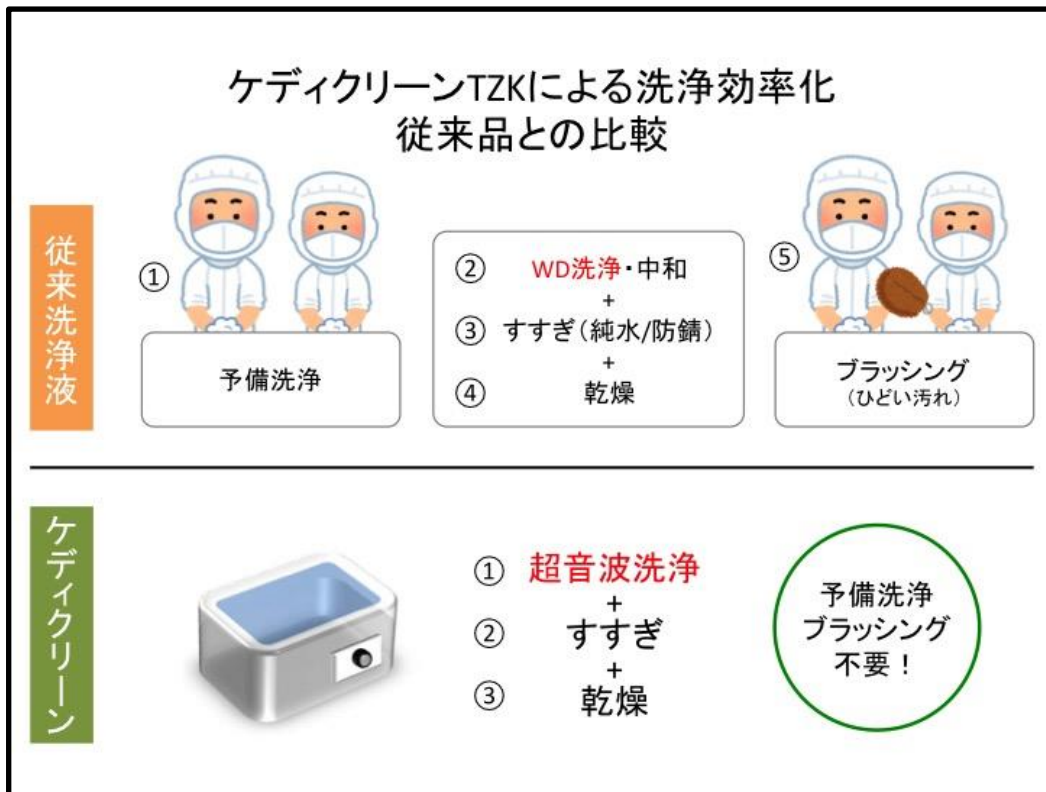 ケディクリーンTZKによる洗浄効率化
従来品との比較
従来洗浄液
①
予備洗浄
② WD洗浄・中和
+
③ すすぎ(純水/防錆)
+
④ 乾燥
⑤
ブラッシング
(ひどい汚れ)
ケディクリーン
① 超音波洗浄
+
② すすぎ
+
③ 乾燥
予備洗浄
ブラッシング
不要!